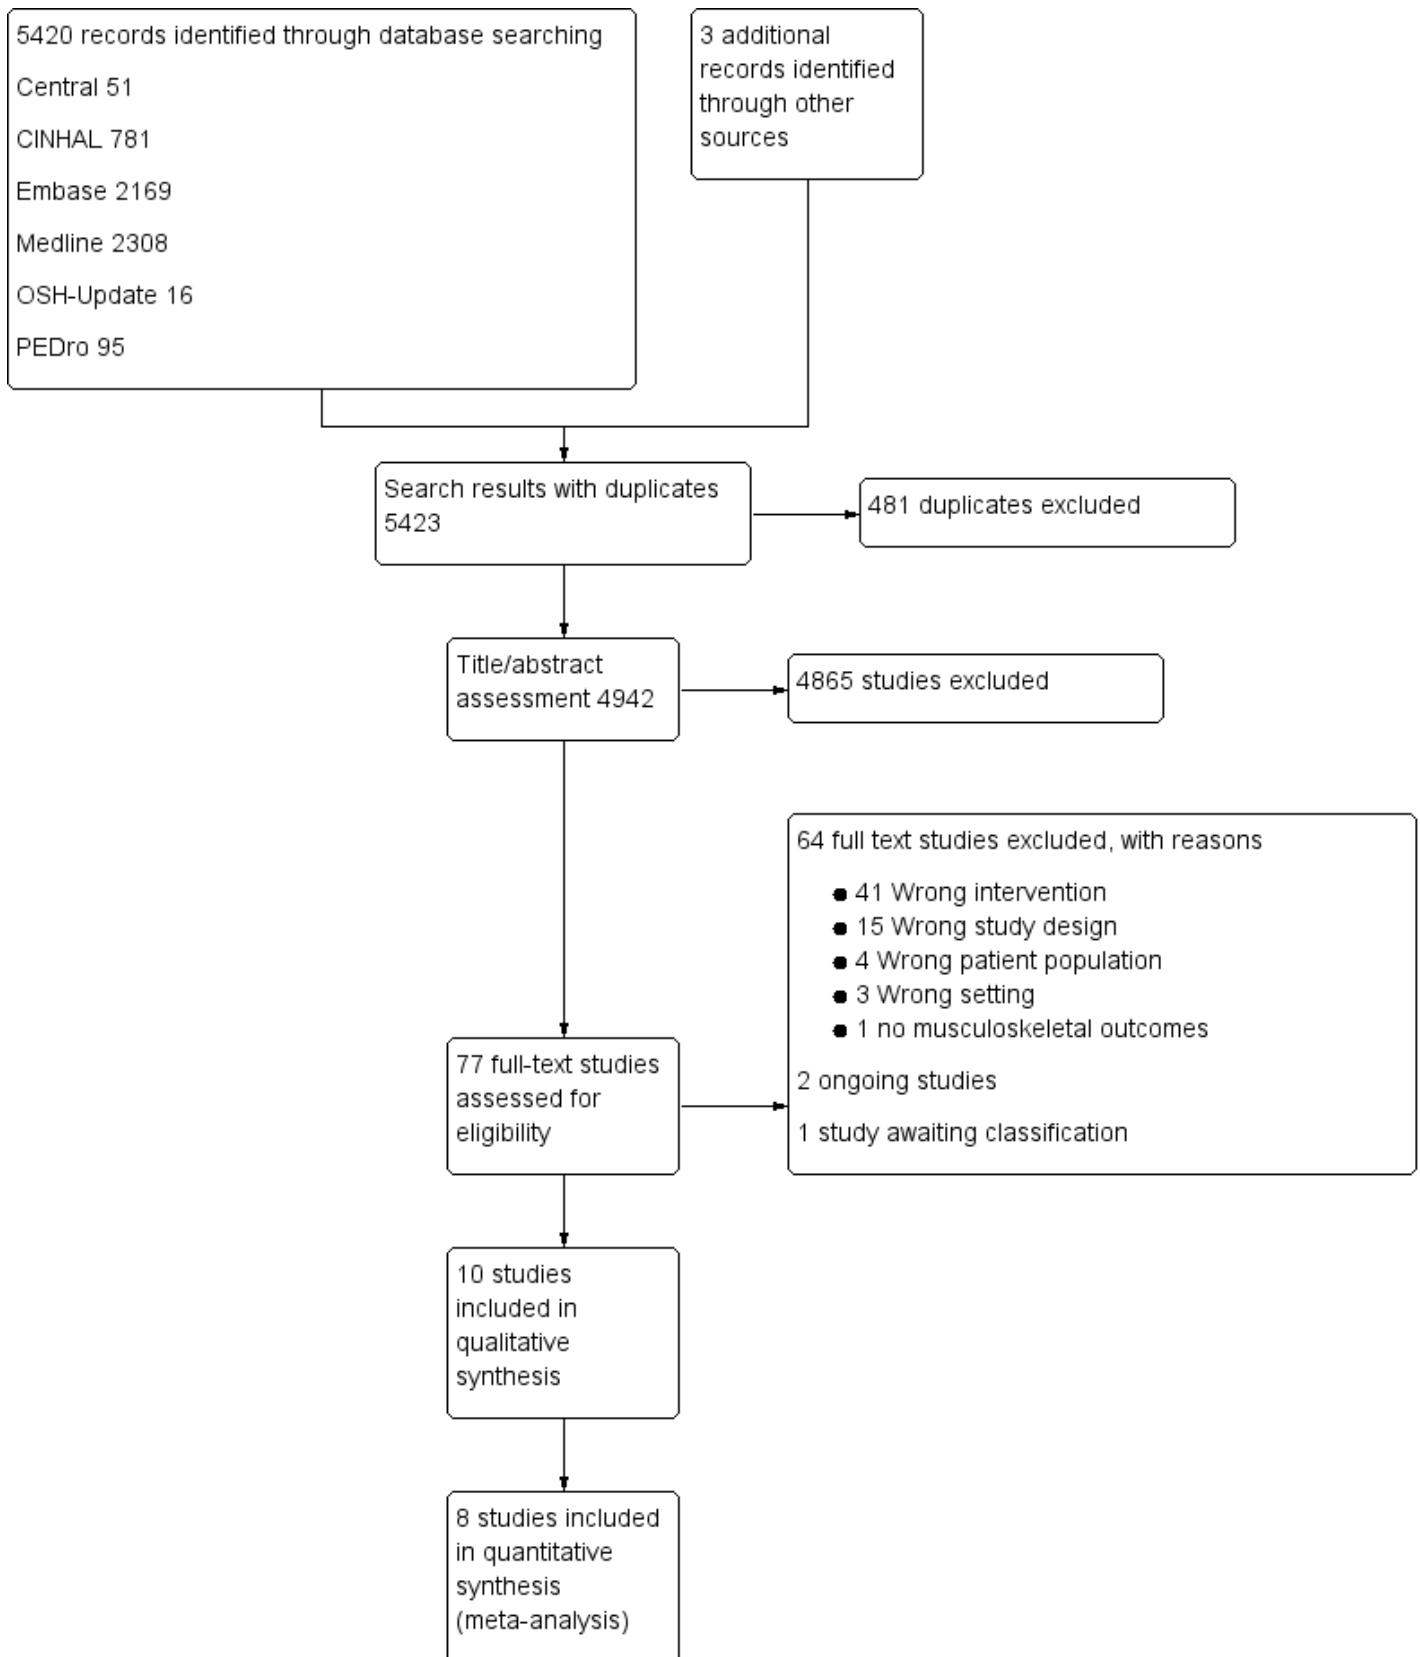 5420 records identified through database searching
Central 51
CINHAL 781
Embase 2169
Medline 2308
OSH-Update 16
PEDro 95
3 additional
records identified
through other
sources
Search results with duplicates
5423
481 duplicates excluded
Title/abstract
assessment 4942
4865 studies excluded
64 full text studies excluded, with reasons
● 41 Wrong intervention
● 15 Wrong study design
● 4 Wrong patient population
● 3 Wrong setting
● 1 no musculoskeletal outcomes
2 ongoing studies
1 study awaiting classification
77 full-text studies
assessed for
eligibility
10 studies
included in
qualitative
synthesis
8 studies included
in quantitative
synthesis
(meta-analysis)